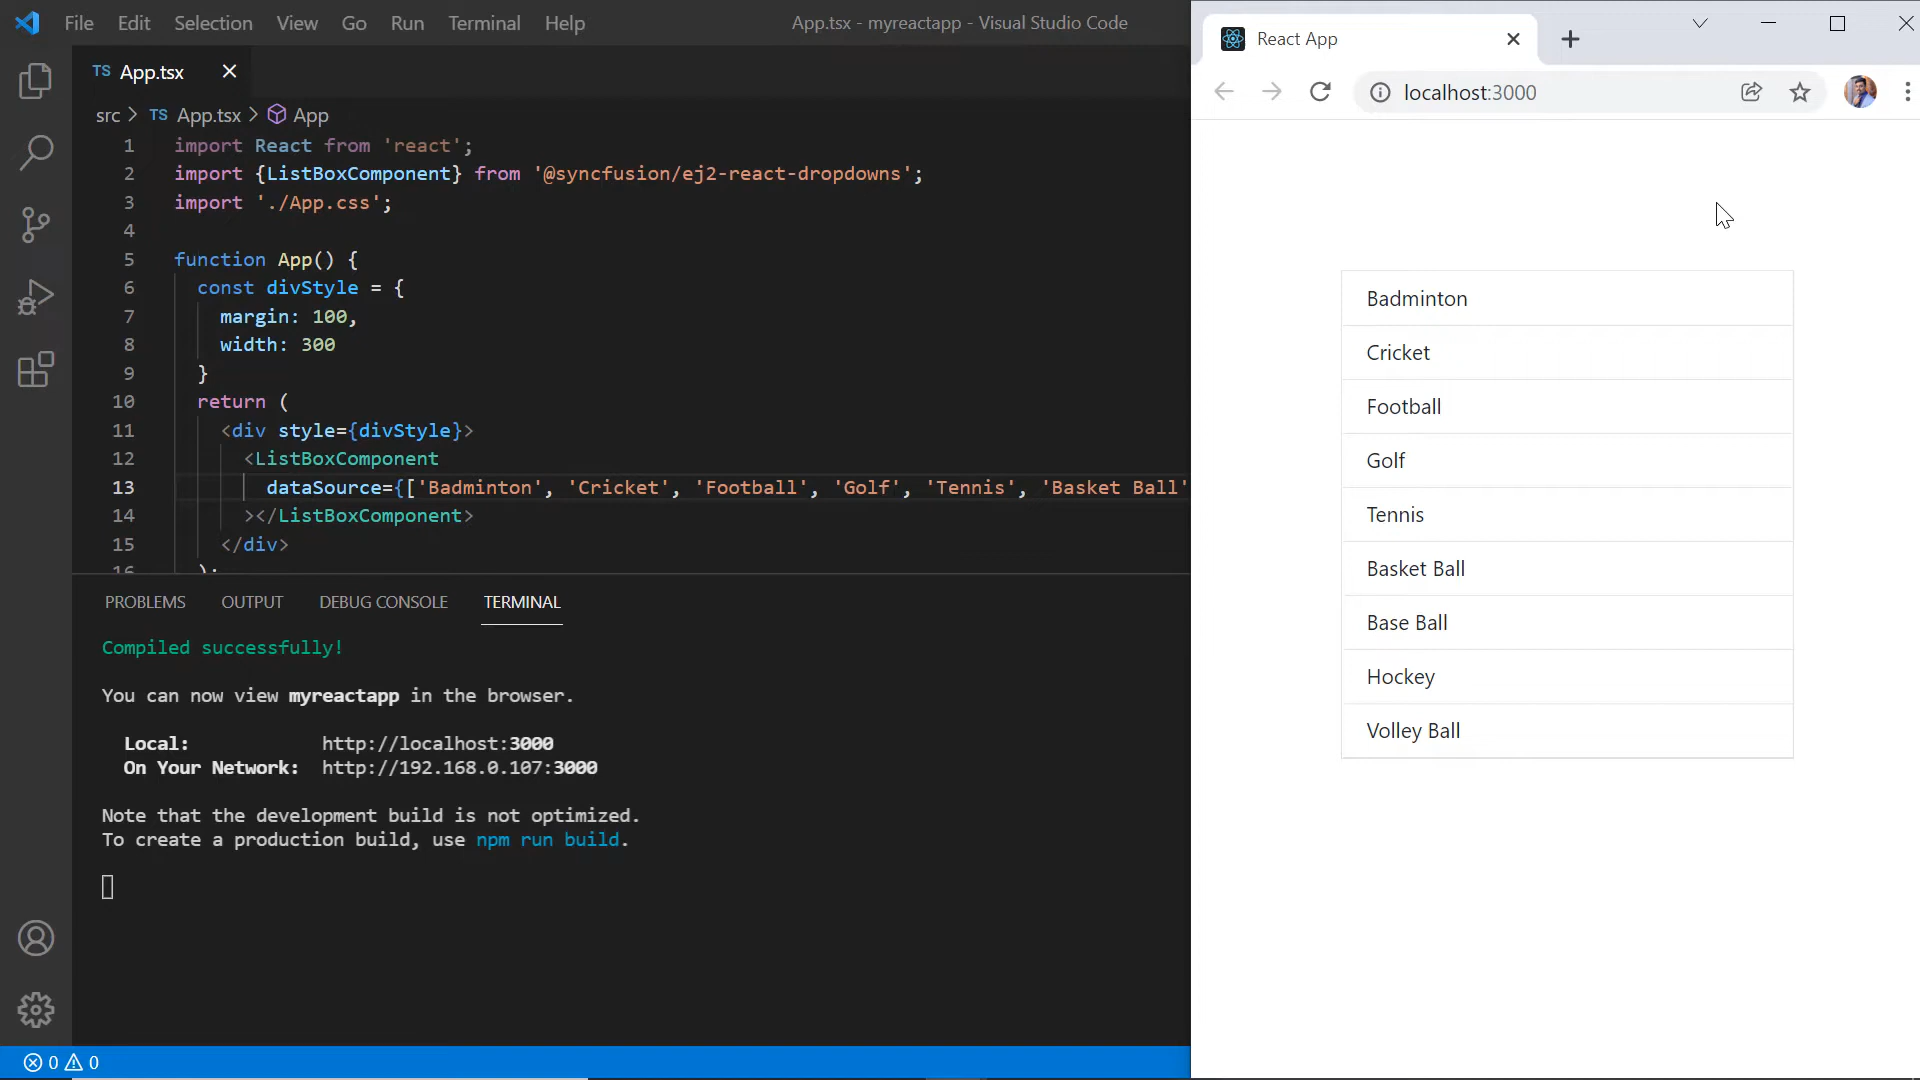 File Edit Selection View Go Run Terminal Help
App.tsx - myreactapp - Visual Studio Code
TS App.tsx
src > TS App.tsx > App
1 import React from 'react';
2 import {ListBoxComponent} from '@syncfusion/ej2-react-dropdowns';
3 import './App.css';
4
5 function App() {
6 const divStyle = {
7 margin: 100,
8 width: 300
9 }
10 return (
11 <div style={divStyle}>
12 <ListBoxComponent
13 dataSource={['Badminton', 'Cricket', 'Football', 'Golf', 'Tennis', 'Basket Ball'
14 ></ListBoxComponent>
15 </div>
16 );
PROBLEMS OUTPUT DEBUG CONSOLE TERMINAL
Compiled successfully!
You can now view myreactapp in the browser.
Local: http://localhost:3000
On Your Network: http://192.168.0.107:3000
Note that the development build is not optimized.
To create a production build, use npm run build.
0 0
React App
localhost:3000
Badminton
Cricket
Football
Golf
Tennis
Basket Ball
Base Ball
Hockey
Volley Ball